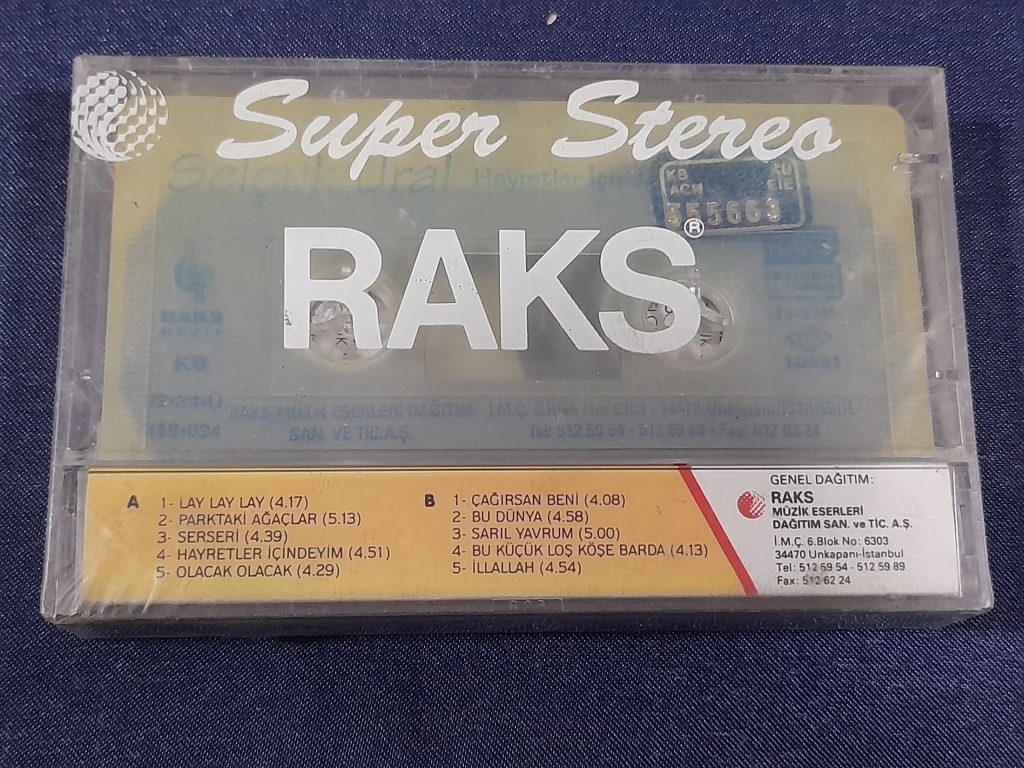 Super Stereo
Selçuk Ural Hayretler İçin
KB
555663
RAKS®
RAKS
MÜZİK
KB
RAKS MÜZİK ESERLERİ DAĞITIM İ.M.Ç. 6.Blok No: 6303 - 34470-Unkapanı/İSTANBUL
SAN. VE TİC.A.Ş. Tel: 512 59 54 - 512 59 89 - Fax: 512 62 24
A
1- LAY LAY LAY (4.17)
2- PARKTAKİ AĞAÇLAR (5.13)
3- SERSERİ (4.39)
4- HAYRETLER İÇİNDEYİM (4.51)
5- OLACAK OLACAK (4.29)
B
1- ÇAĞIRSAN BENİ (4.08)
2- BU DÜNYA (4.58)
3- SARIL YAVRUM (5.00)
4- BU KÜÇÜK LOŞ KÖŞE BARDA (4.13)
5- İLLALLAH (4.54)
GENEL DAĞITIM:
RAKS
MÜZİK ESERLERİ
DAĞITIM SAN. ve TİC. A.Ş.
İ.M.Ç. 6.Blok No: 6303
34470 Unkapanı-İstanbul
Tel: 512 59 54 - 512 59 89
Fax: 512 62 24